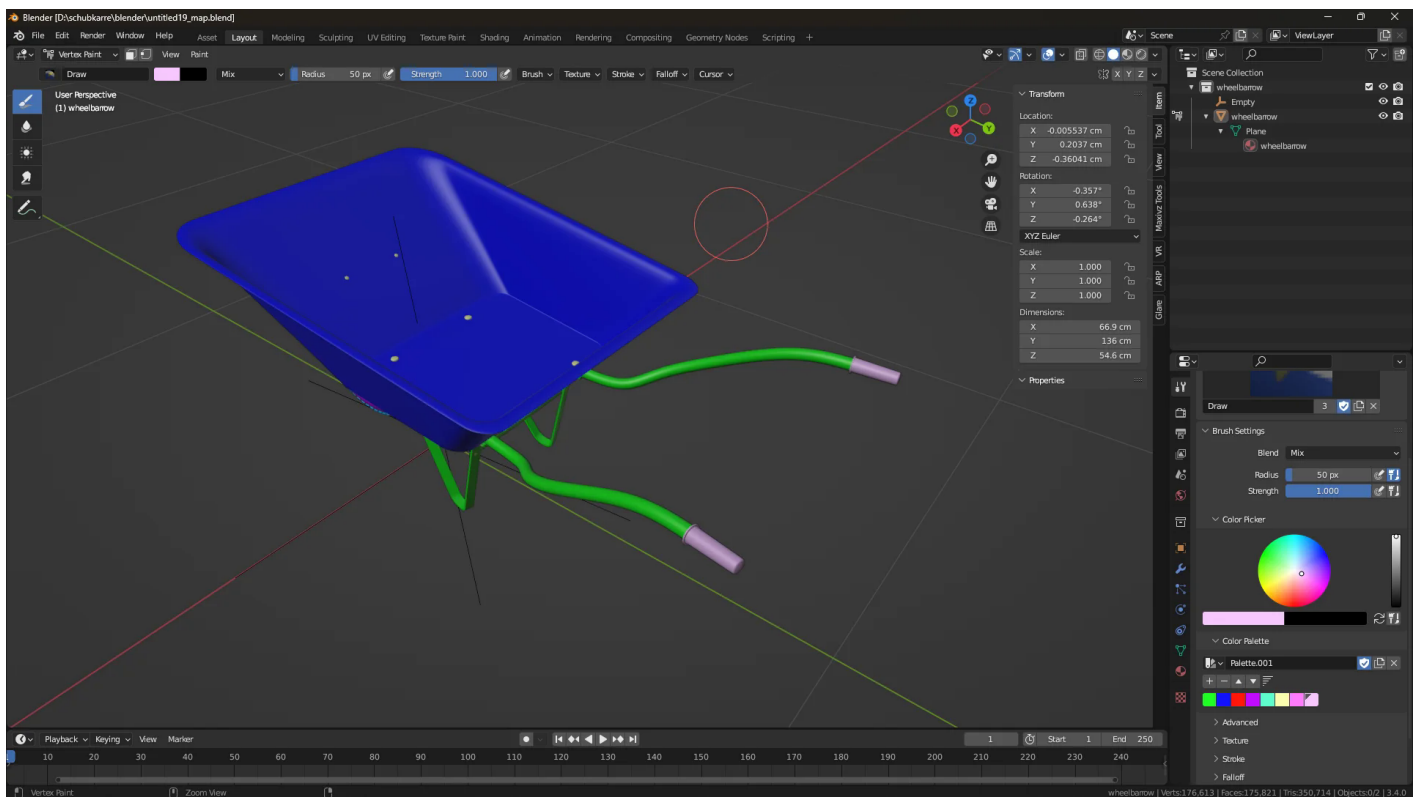 Blender [D:\schubkarre\blender\untitled19_map.blend]
File Edit Render Window Help Asset Layout Modeling Sculpting UV Editing Texture Paint Shading Animation Rendering Compositing Geometry Nodes Scripting + Scene ViewLayer
Vertex Paint View Paint
Draw Mix Radius 50 px Strength 1.000 Brush Texture Stroke Falloff Cursor X Y Z
User Perspective
(1) wheelbarrow
Z
Y
X
Transform
Location:
X -0.005537 cm
Y 0.2037 cm
Z -0.36041 cm
Rotation:
X -0.357°
Y 0.638°
Z -0.264°
XYZ Euler
Scale:
X 1.000
Y 1.000
Z 1.000
Dimensions:
X 66.9 cm
Y 136 cm
Z 54.6 cm
Properties
Item
Tool
View
Maxivz Tools
VR
ARP
Glare
Scene Collection
wheelbarrow
Empty
wheelbarrow
Plane
wheelbarrow
Draw 3
Brush Settings
Blend Mix
Radius 50 px
Strength 1.000
Color Picker
Color Palette
Palette.001
Advanced
Texture
Stroke
Falloff
Playback Keying View Marker 1 Start 1 End 250
10 20 30 40 50 60 70 80 90 100 110 120 130 140 150 160 170 180 190 200 210 220 230 240
Vertex Paint Zoom View wheelbarrow | Verts:176,613 | Faces:175,821 | Tris:350,714 | Objects:0/2 | 3.4.0